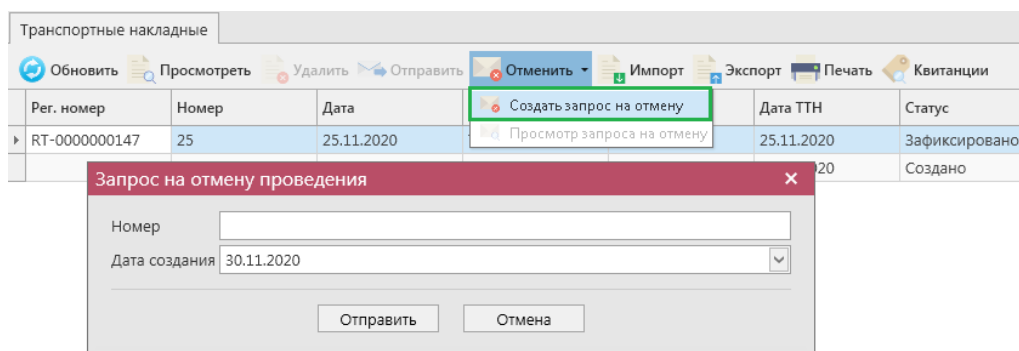 Транспортные накладные
Обновить Просмотреть Удалить Отправить Отменить Импорт Экспорт Печать Квитанции
Рег. номер Номер Дата Дата ТТН Статус
Создать запрос на отмену
Просмотр запроса на отмену
RT-0000000147 25 25.11.2020 25.11.2020 Зафиксировано
20 Создано
Запрос на отмену проведения
Номер
Дата создания 30.11.2020
Отправить Отмена